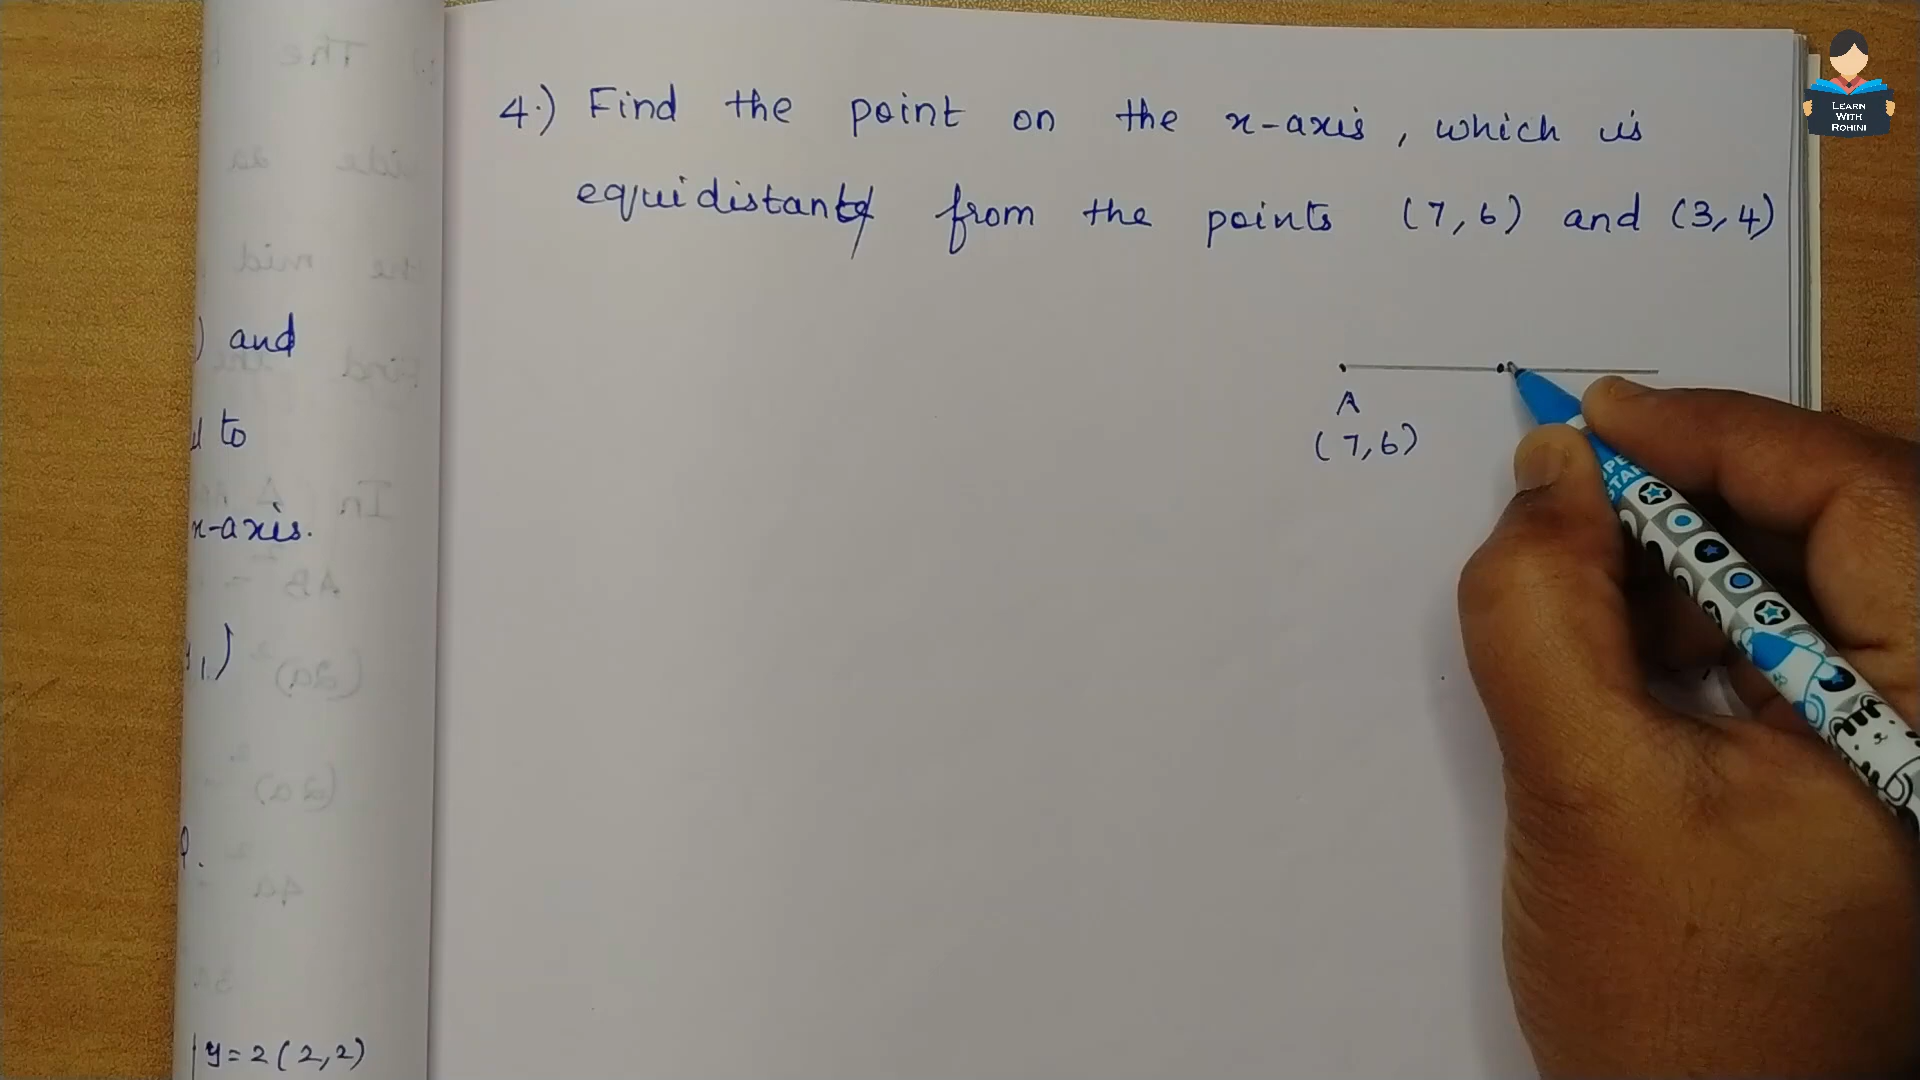 4.) Find the point on the x-axis, which is
equidistant from the points (7,6) and (3,4)
A
(7,6)
) and
to
x-axis.
y=2(2,2)
LEARN
WITH
ROHINI